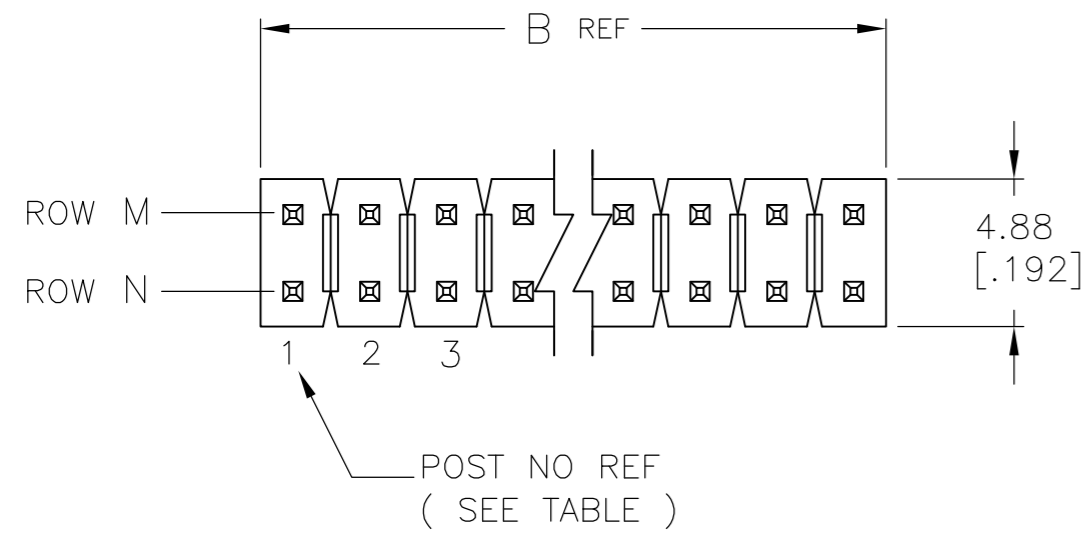 B REF
ROW M
ROW N
4.88
[.192]
1 2 3
POST NO REF
( SEE TABLE )